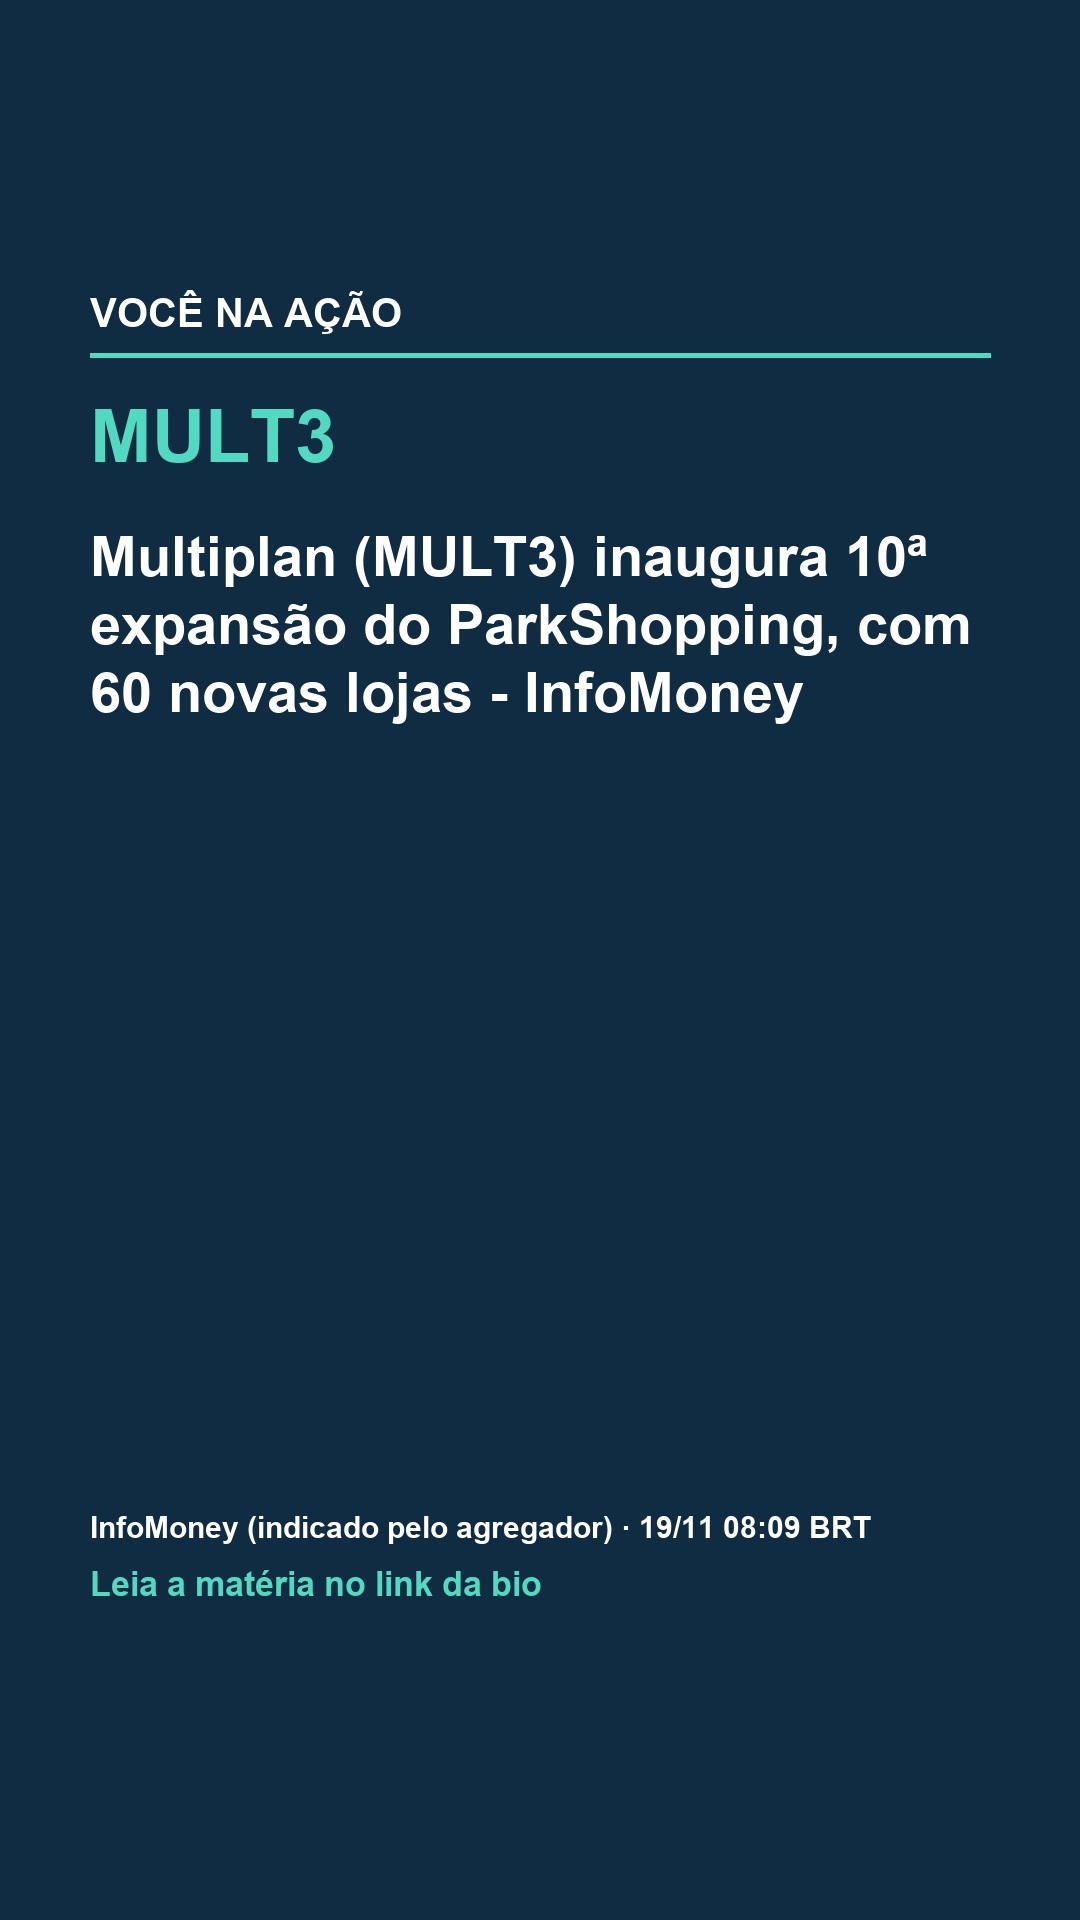 VOCÊ NA AÇÃO
MULT3
Multiplan (MULT3) inaugura 10ª
expansão do ParkShopping, com
60 novas lojas - InfoMoney
InfoMoney (indicado pelo agregador) · 19/11 08:09 BRT
Leia a matéria no link da bio